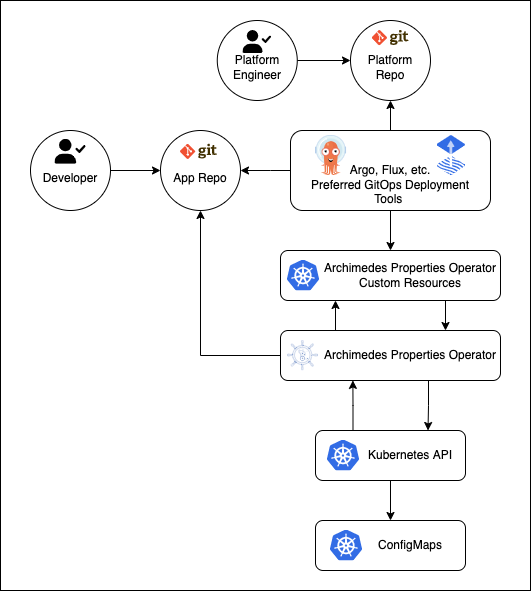 git
Platform
Engineer
Platform
Repo
git
Developer
App Repo
Argo, Flux, etc.
Preferred GitOps Deployment
Tools
Archimedes Properties Operator
Custom Resources
Archimedes Properties Operator
Kubernetes API
ConfigMaps